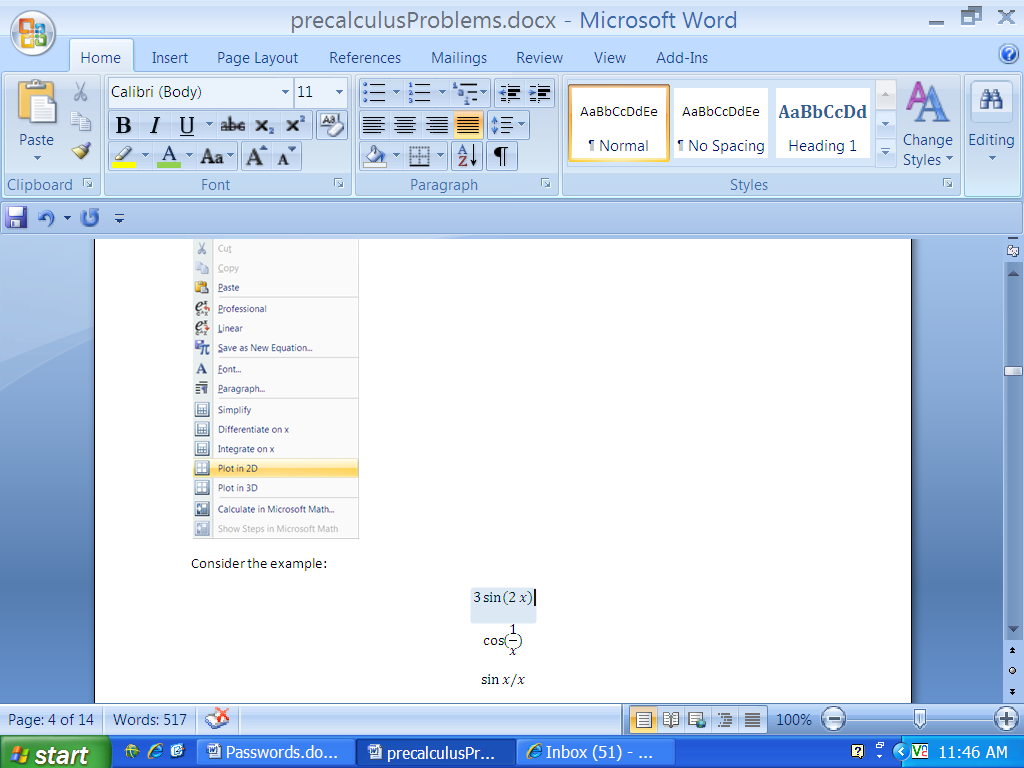 precalculusProblems.docx - Microsoft Word
Home Insert Page Layout References Mailings Review View Add-Ins
Paste
Clipboard
Calibri (Body) 11
B I U abc X₂ X²
A Aa A A
Font
Paragraph
AaBbCcDdEe AaBbCcDdEe AaBbCcDd
¶ Normal ¶ No Spacing Heading 1
Change Styles
Styles
Editing
Cut
Copy
Paste
Professional
Linear
Save as New Equation...
Font...
Paragraph...
Simplify
Differentiate on x
Integrate on x
Plot in 2D
Plot in 3D
Calculate in Microsoft Math...
Show Steps in Microsoft Math
Consider the example:
3 sin(2 x)
cos(1/x)
sin x/x
Page: 4 of 14 Words: 517 100%
start Passwords.do... precalculusPr... Inbox (51) - ... 11:46 AM